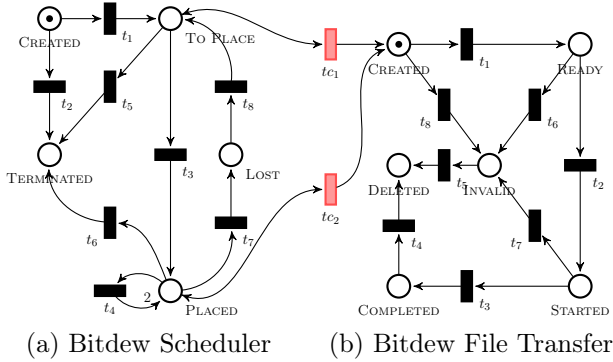 CREATED
t1
TO PLACE
tc1
CREATED
t1
READY
t2
t5
t8
t8
t6
TERMINATED
t3
LOST
DELETED
t5
INVALID
t2
tc2
t6
t7
t4
t7
t4
2
PLACED
COMPLETED
t3
STARTED
(a) Bitdew Scheduler
(b) Bitdew File Transfer